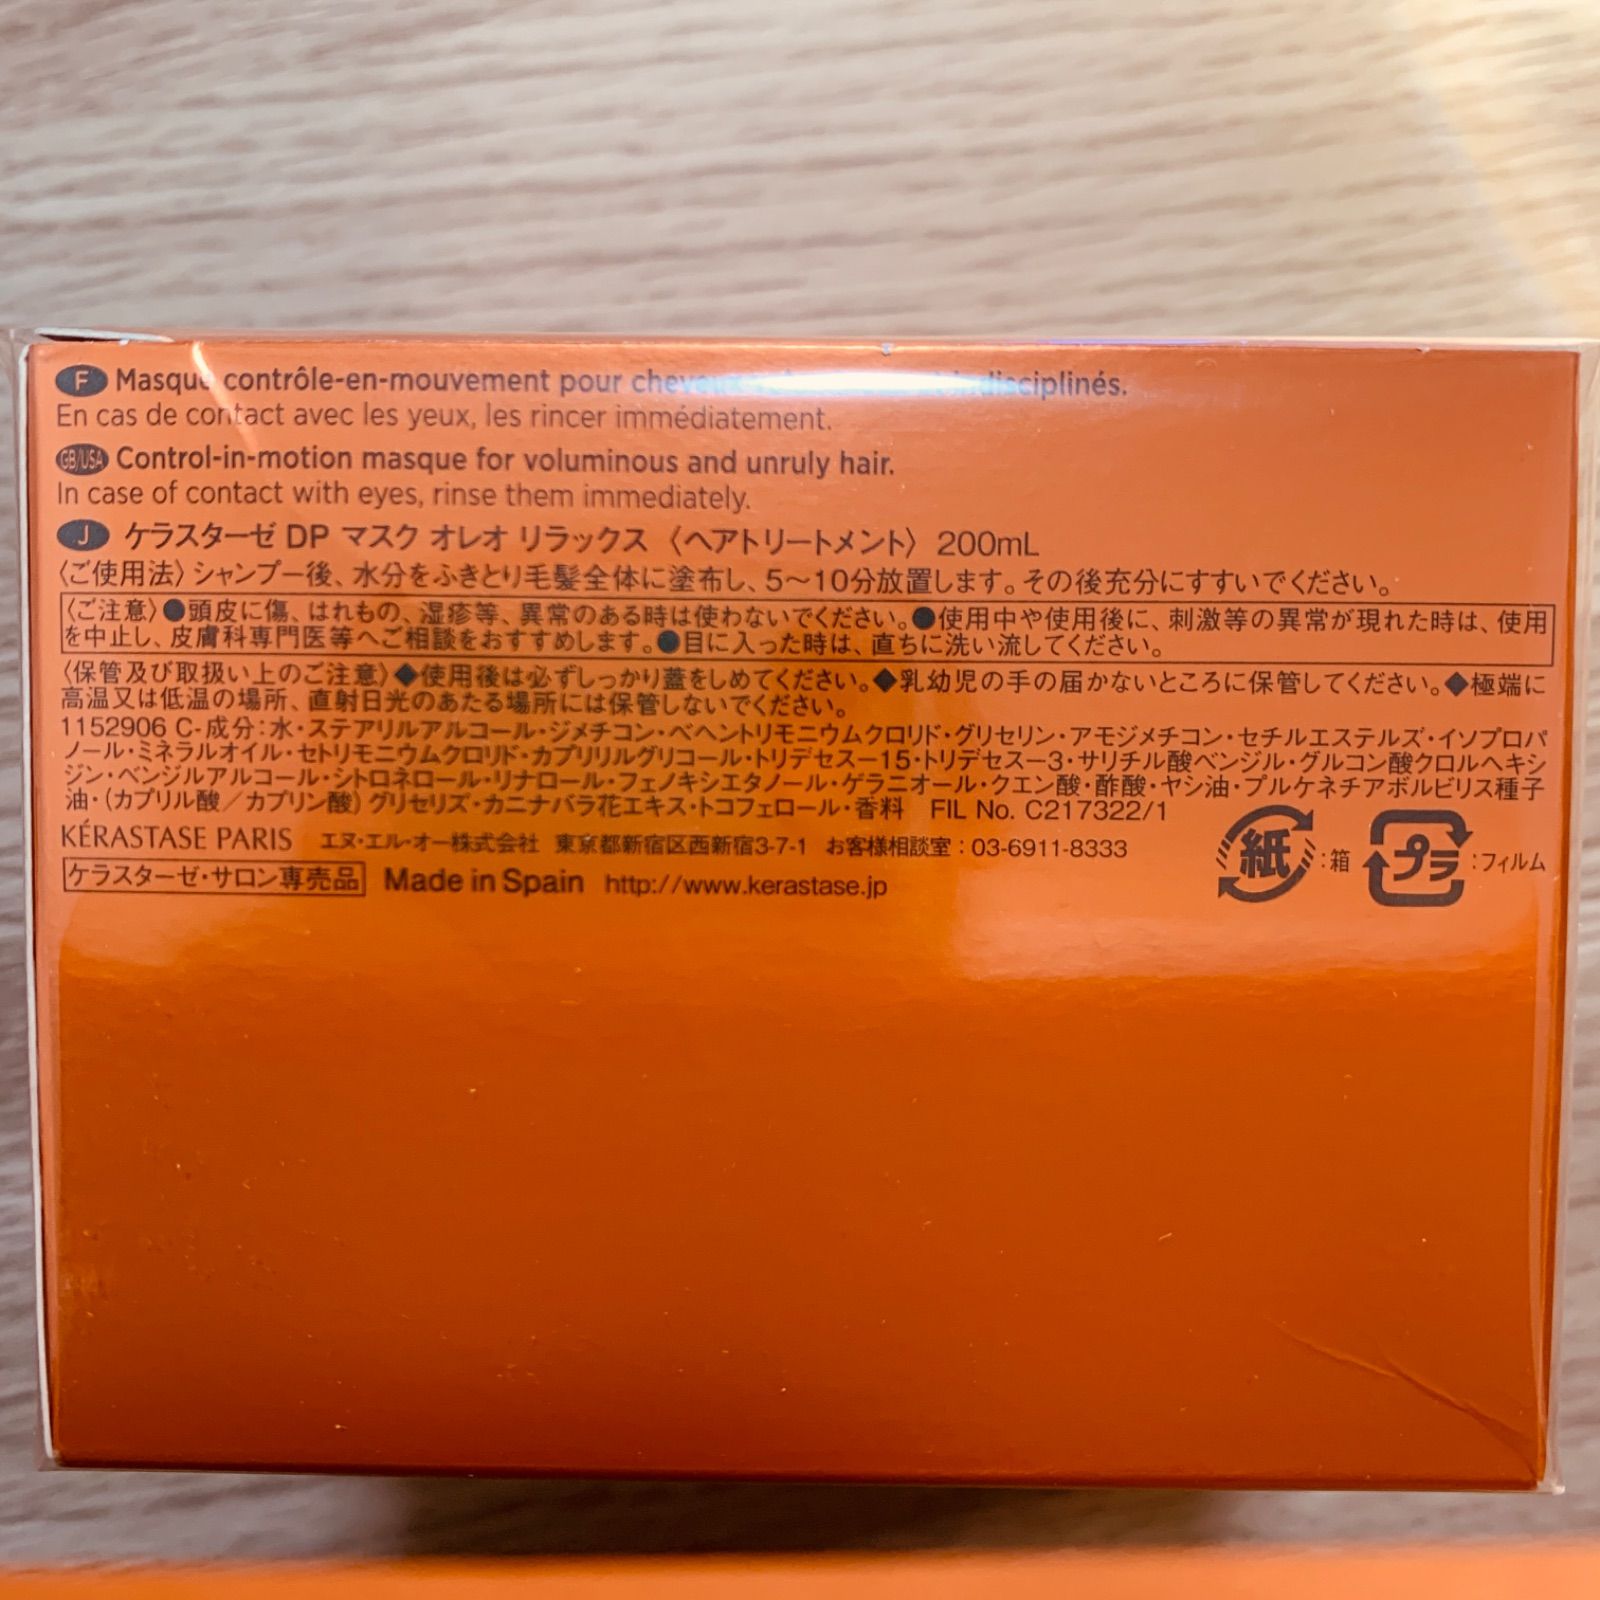 F Masque contrôle-en-mouvement pour indisciplinés.
En cas de contact avec les yeux, les rincer immédiatement.
GB/USA Control-in-motion masque for voluminous and unruly hair.
In case of contact with eyes, rinse them immediately.
J ケラスターゼ DP マスク オレオ リラックス 〈ヘアトリートメント〉 200mL
〈ご使用法〉シャンプー後、水分をふきとり毛髪全体に塗布し、5〜10分放置します。その後充分にすすいでください。
〈ご注意〉●頭皮に傷、はれもの、湿疹等、異常のある時は使わないでください。●使用中や使用後に、刺激等の異常が現れた時は、使用
を中止し、皮膚科専門医等へご相談をおすすめします。●目に入った時は、直ちに洗い流してください。
〈保管及び取扱い上のご注意〉◆使用後は必ずしっかり蓋をしめてください。◆乳幼児の手の届かないところに保管してください。◆極端に
高温又は低温の場所、直射日光のあたる場所には保管しないでください。
1152906 C-成分：水・ステアリルアルコール・ジメチコン・ベヘントリモニウムクロリド・グリセリン・アモジメチコン・セチルエステルズ・イソプロパ
ノール・ミネラルオイル・セトリモニウムクロリド・カプリリルグリコール・トリデセスー15・トリデセスー3・サリチル酸ベンジル・グルコン酸クロルヘキシ
ジン・ベンジルアルコール・シトロネロール・リナロール・フェノキシエタノール・ゲラニオール・クエン酸・酢酸・ヤシ油・プルケネチアボルビリス種子
油・(カプリル酸／カプリン酸)グリセリズ・カニナバラ花エキス・トコフェロール・香料 FIL No. C217322/1
KÉRASTASE PARIS エヌ・エル・オー株式会社 東京都新宿区西新宿3-7-1 お客様相談室：03-6911-8333
紙：箱 プラ：フィルム
ケラスターゼ・サロン専売品 Made in Spain http://www.kerastase.jp